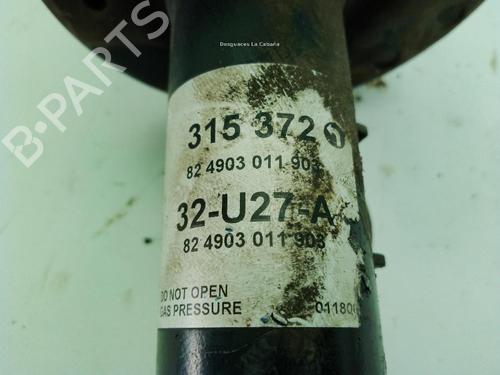 Desguaces La Cabaña
315 372
82 4903 011 903
32-U27-A
82 4903 011 903
DO NOT OPEN
GAS PRESSURE 01180
B-PARTS